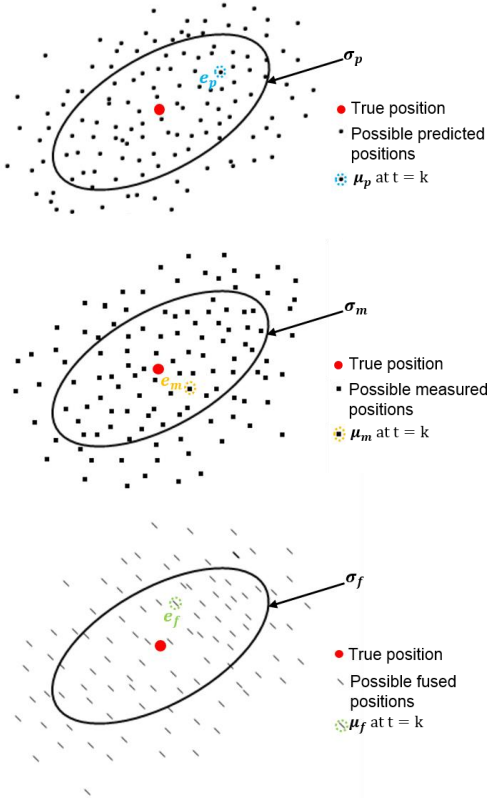 σp
ep
True position
Possible predicted
positions
μp at t = k
σm
True position
em
Possible measured
positions
μm at t = k
σf
ef
True position
Possible fused
positions
μf at t = k